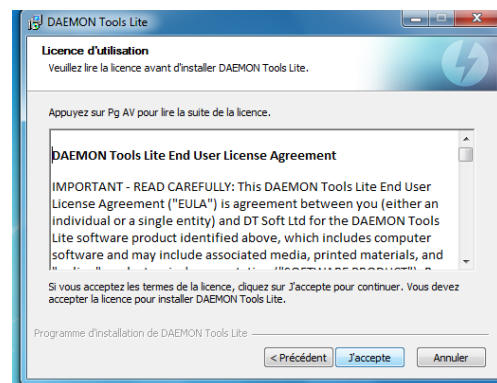 DAEMON Tools Lite
Licence d'utilisation
Veuillez lire la licence avant d'installer DAEMON Tools Lite.
Appuyez sur Pg AV pour lire la suite de la licence.
DAEMON Tools Lite End User License Agreement
IMPORTANT - READ CAREFULLY: This DAEMON Tools Lite End User
License Agreement ("EULA") is agreement between you (either an
individual or a single entity) and DT Soft Ltd for the DAEMON Tools
Lite software product identified above, which includes computer
software and may include associated media, printed materials, and
Si vous acceptez les termes de la licence, cliquez sur J'accepte pour continuer. Vous devez
accepter la licence pour installer DAEMON Tools Lite.
Programme d'installation de DAEMON Tools Lite
< Précédent
J'accepte
Annuler